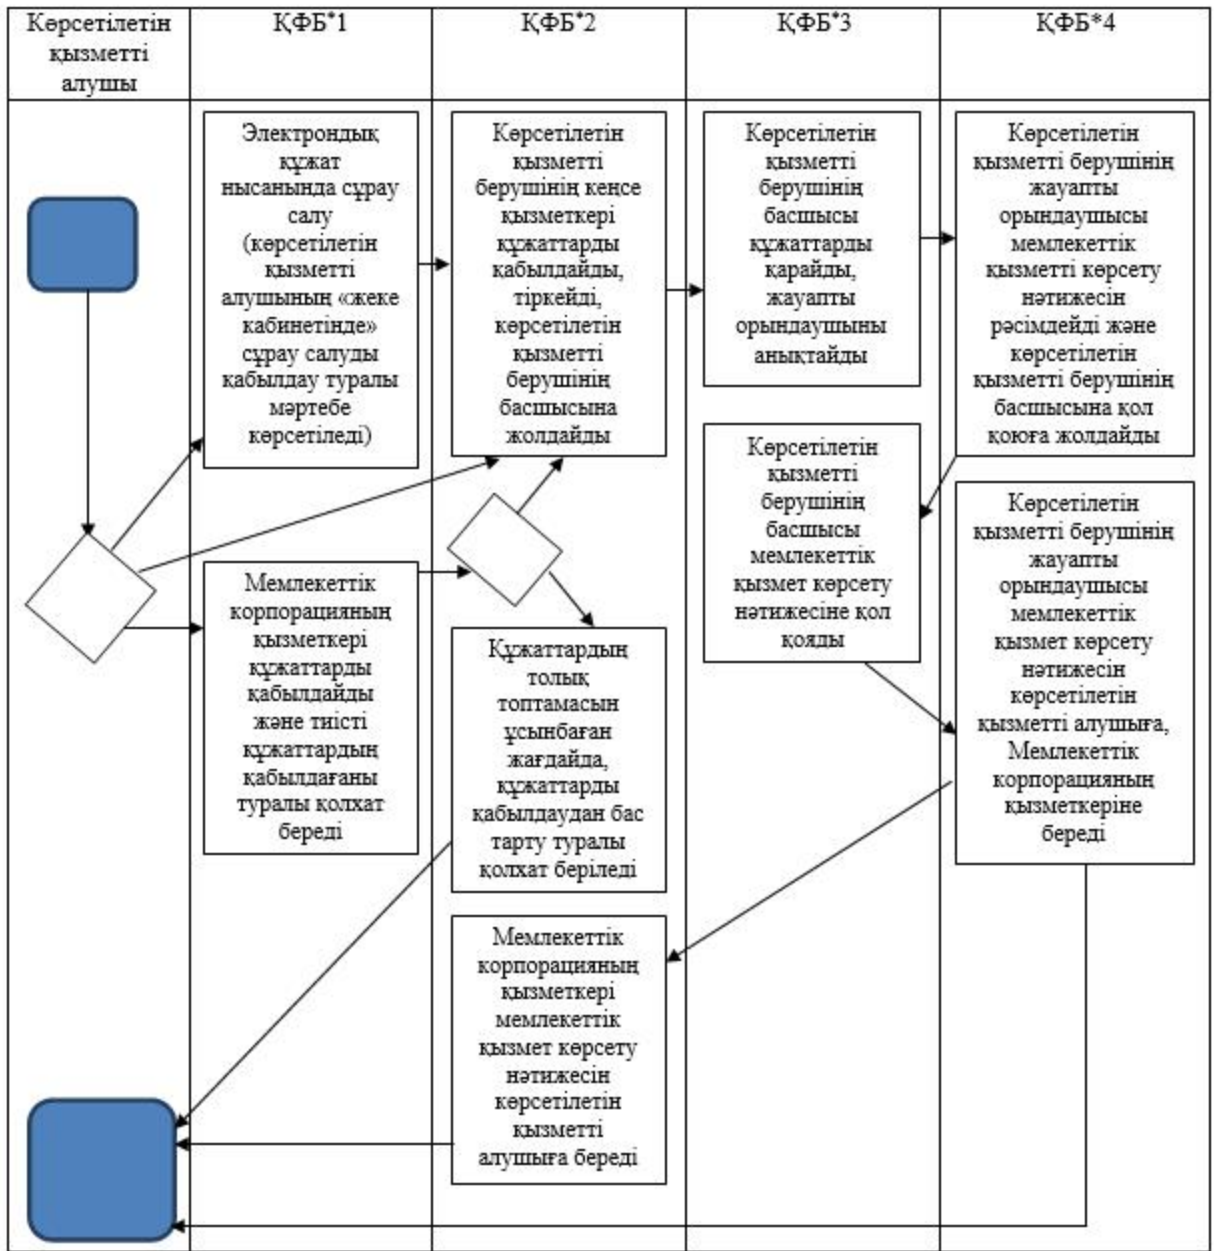 Көрсетілетін
қызметті
алушы
ҚФБ*1
ҚФБ*2
ҚФБ*3
ҚФБ*4
Электрондық
құжат
нысанында сұрау
салу
(көрсетілетін
қызметті
алушының «жеке
кабинетінде»
сұрау салуды
қабылдау туралы
мәртебе
көрсетіледі)
Мемлекеттік
корпорацияның
қызметкері
құжаттарды
қабылдайды
және тиісті
құжаттардың
қабылдағаны
туралы қолхат
береді
Көрсетілетін
қызметті
берушінің кеңсе
қызметкері
құжаттарды
қабылдайды,
тіркейді,
көрсетілетін
қызметті
берушінің
басшысына
жолдайды
Құжаттардың
толық
топтамасын
ұсынбаған
жағдайда,
құжаттарды
қабылдаудан бас
тарту туралы
қолхат беріледі
Мемлекеттік
корпорацияның
қызметкері
мемлекеттік
қызмет көрсету
нәтижесін
көрсетілетін
қызметті
алушыға береді
Көрсетілетін
қызметті
берушінің
басшысы
құжаттарды
қарайды,
жауапты
орындаушыны
анықтайды
Көрсетілетін
қызметті
берушінің
басшысы
мемлекеттік
қызмет көрсету
нәтижесіне қол
қояды
Көрсетілетін
қызметті берушінің
жауапты
орындаушысы
мемлекеттік
қызметті көрсету
нәтижесін
рәсімдейді және
көрсетілетін
қызметті берушінің
басшысына қол
қоюға жолдайды
Көрсетілетін
қызметті берушінің
жауапты
орындаушысы
мемлекеттік
қызмет көрсету
нәтижесін
көрсетілетін
қызметті алушыға,
Мемлекеттік
корпорацияның
қызметкеріне
береді